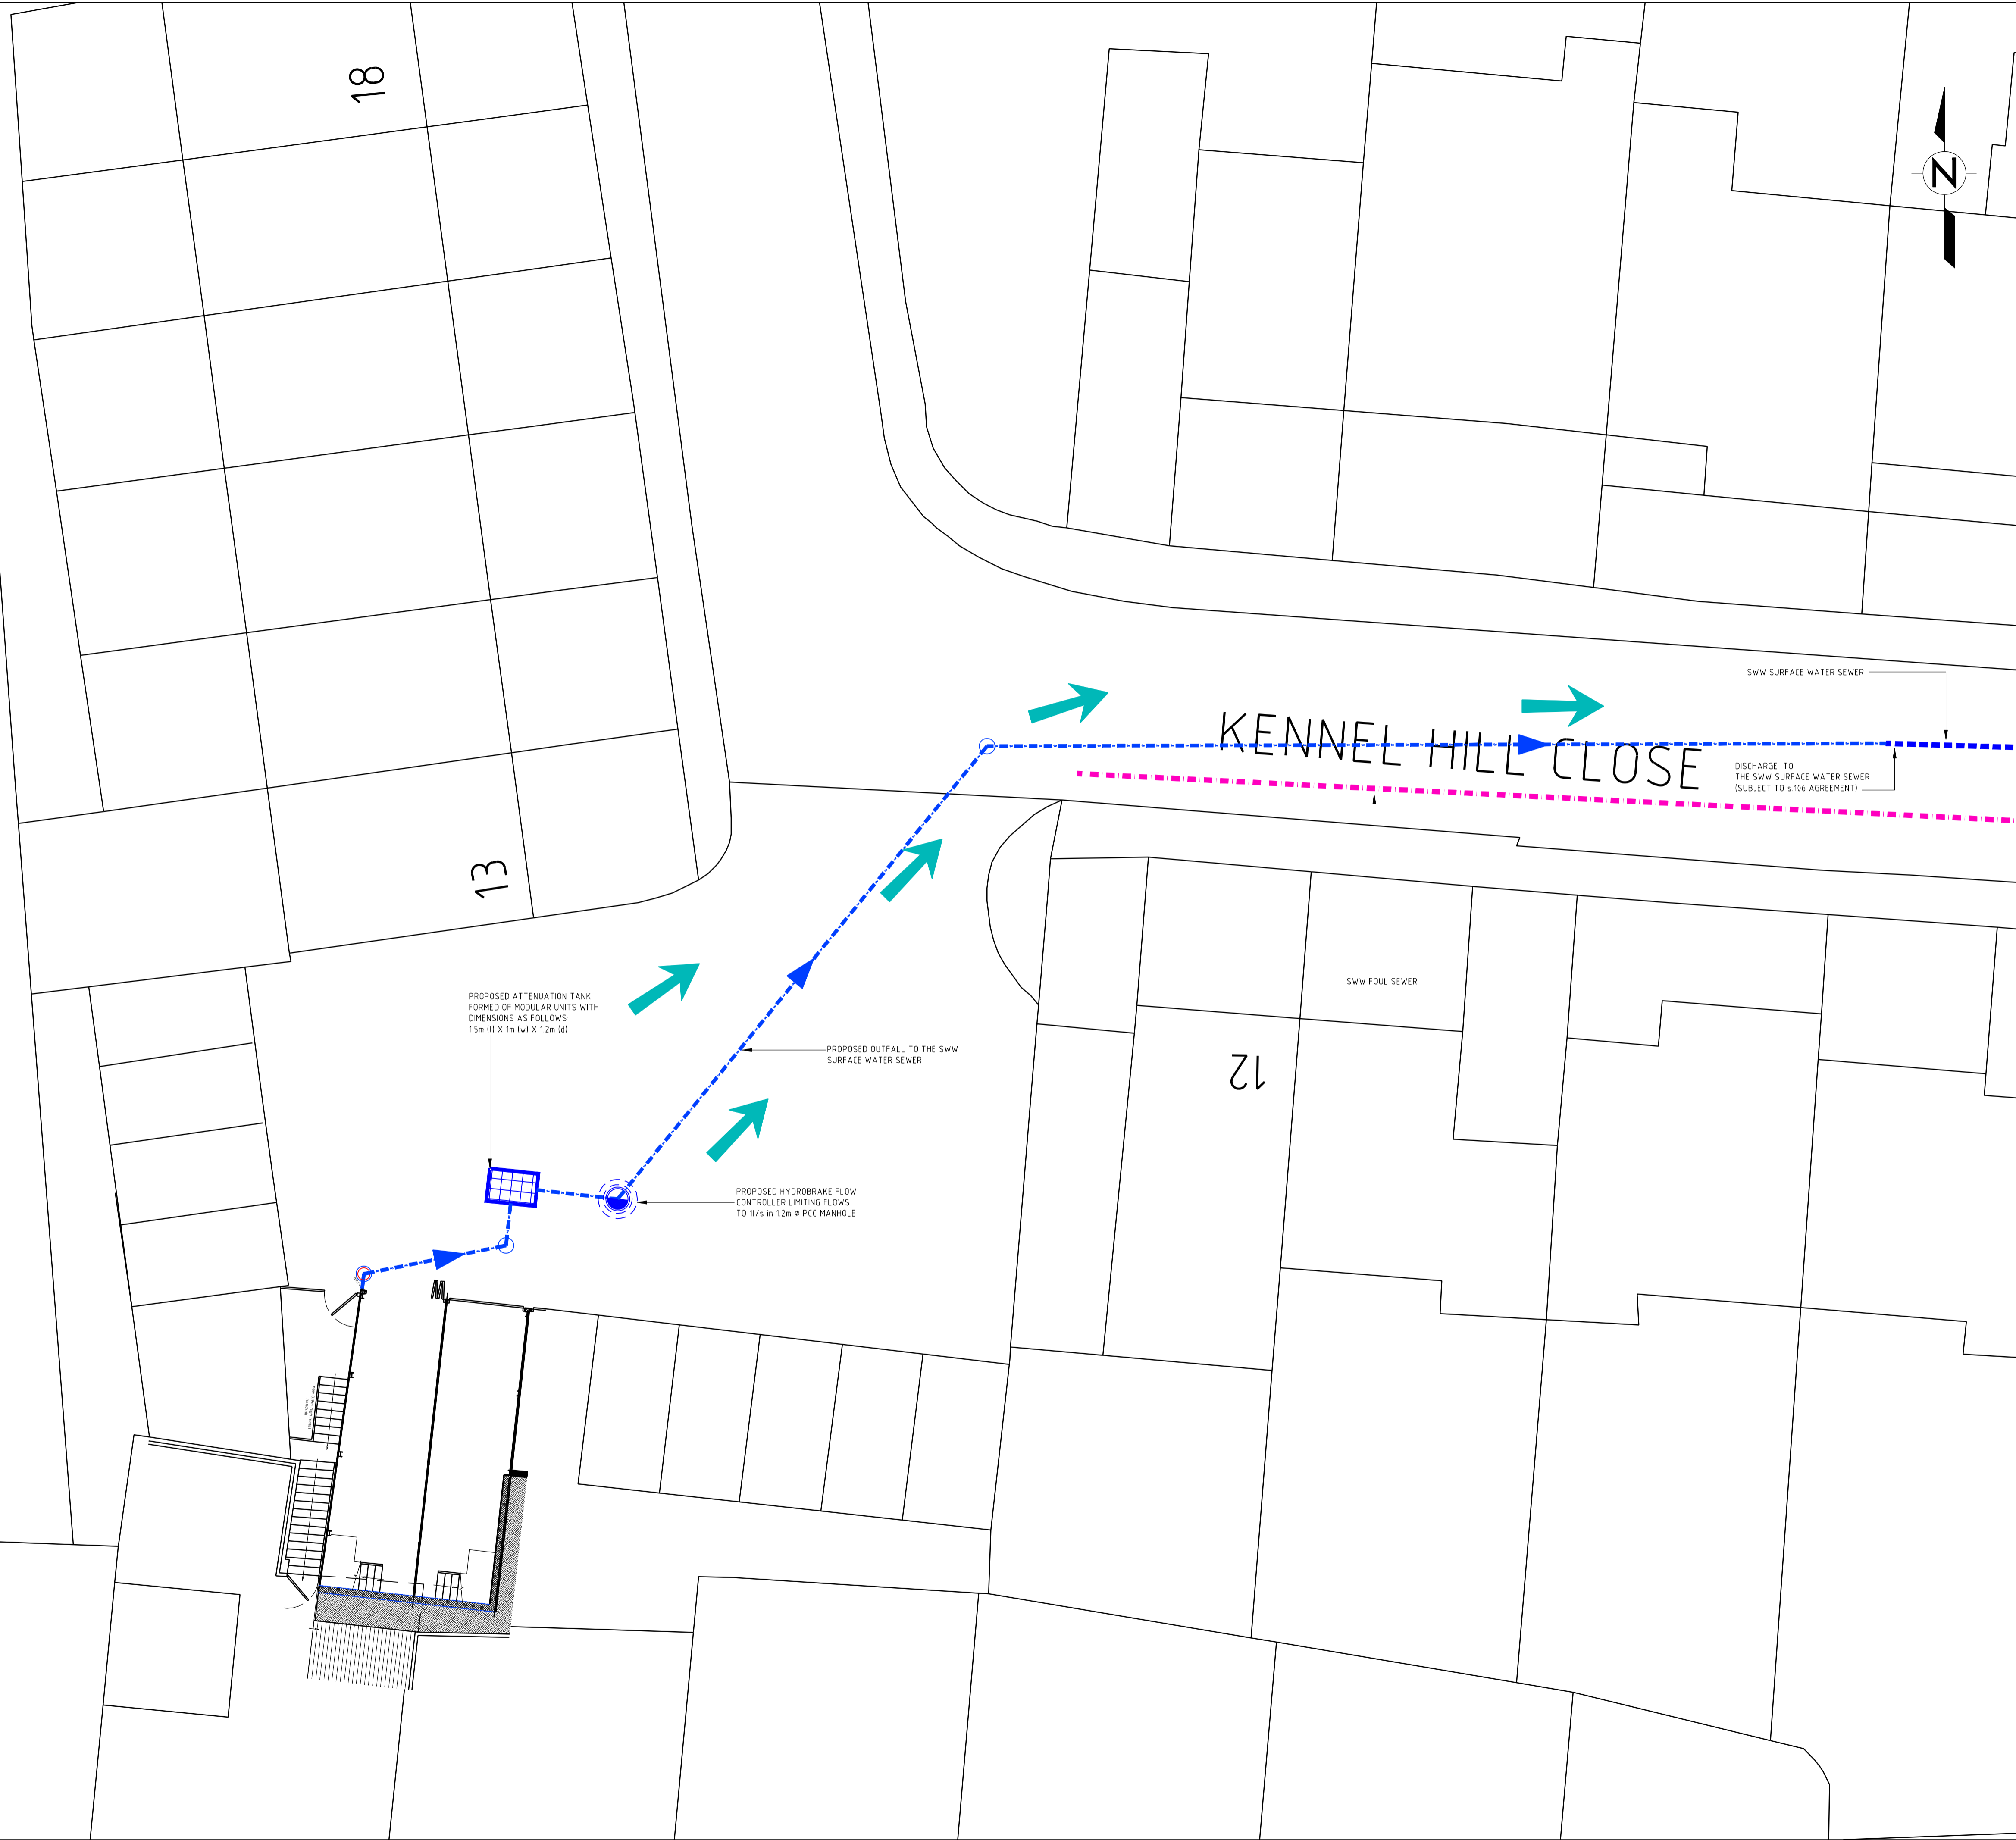 18
N
SWW SURFACE WATER SEWER
KENNEL HILL CLOSE
DISCHARGE TO
THE SWW SURFACE WATER SEWER
(SUBJECT TO s.106 AGREEMENT)
13
SWW FOUL SEWER
PROPOSED ATTENUATION TANK
FORMED OF MODULAR UNITS WITH
DIMENSIONS AS FOLLOWS
1.5m (l) X 1m (w) X 1.2m (d)
PROPOSED OUTFALL TO THE SWW
SURFACE WATER SEWER
12
PROPOSED HYDROBRAKE FLOW
CONTROLLER LIMITING FLOWS
TO 1l/s in 1.2m Ø PCC MANHOLE